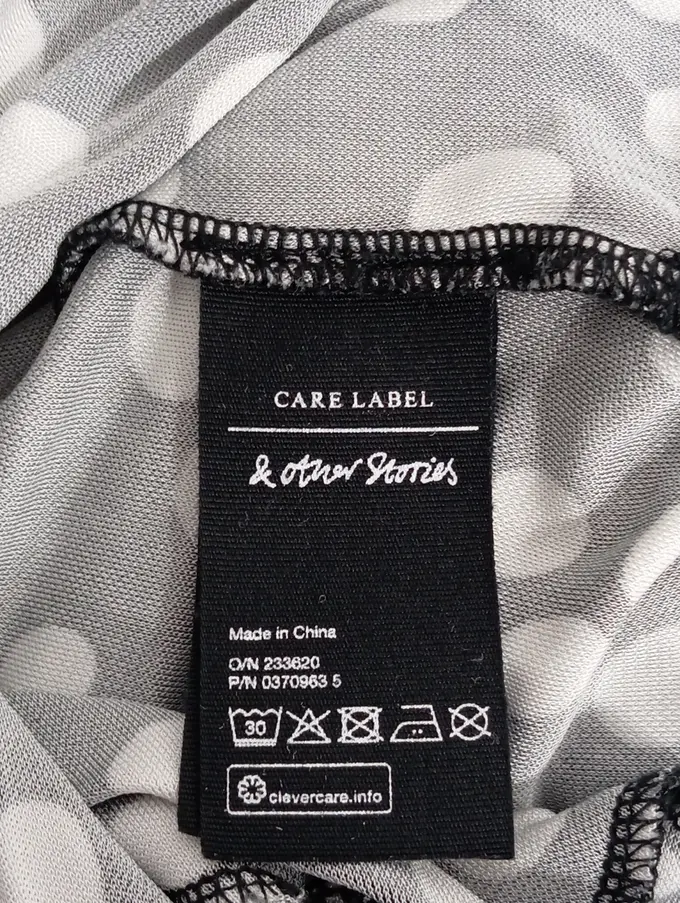 CARE LABEL
& other Stories
Made in China
O/N 233620
P/N 0370963 5
30
clevercare.info